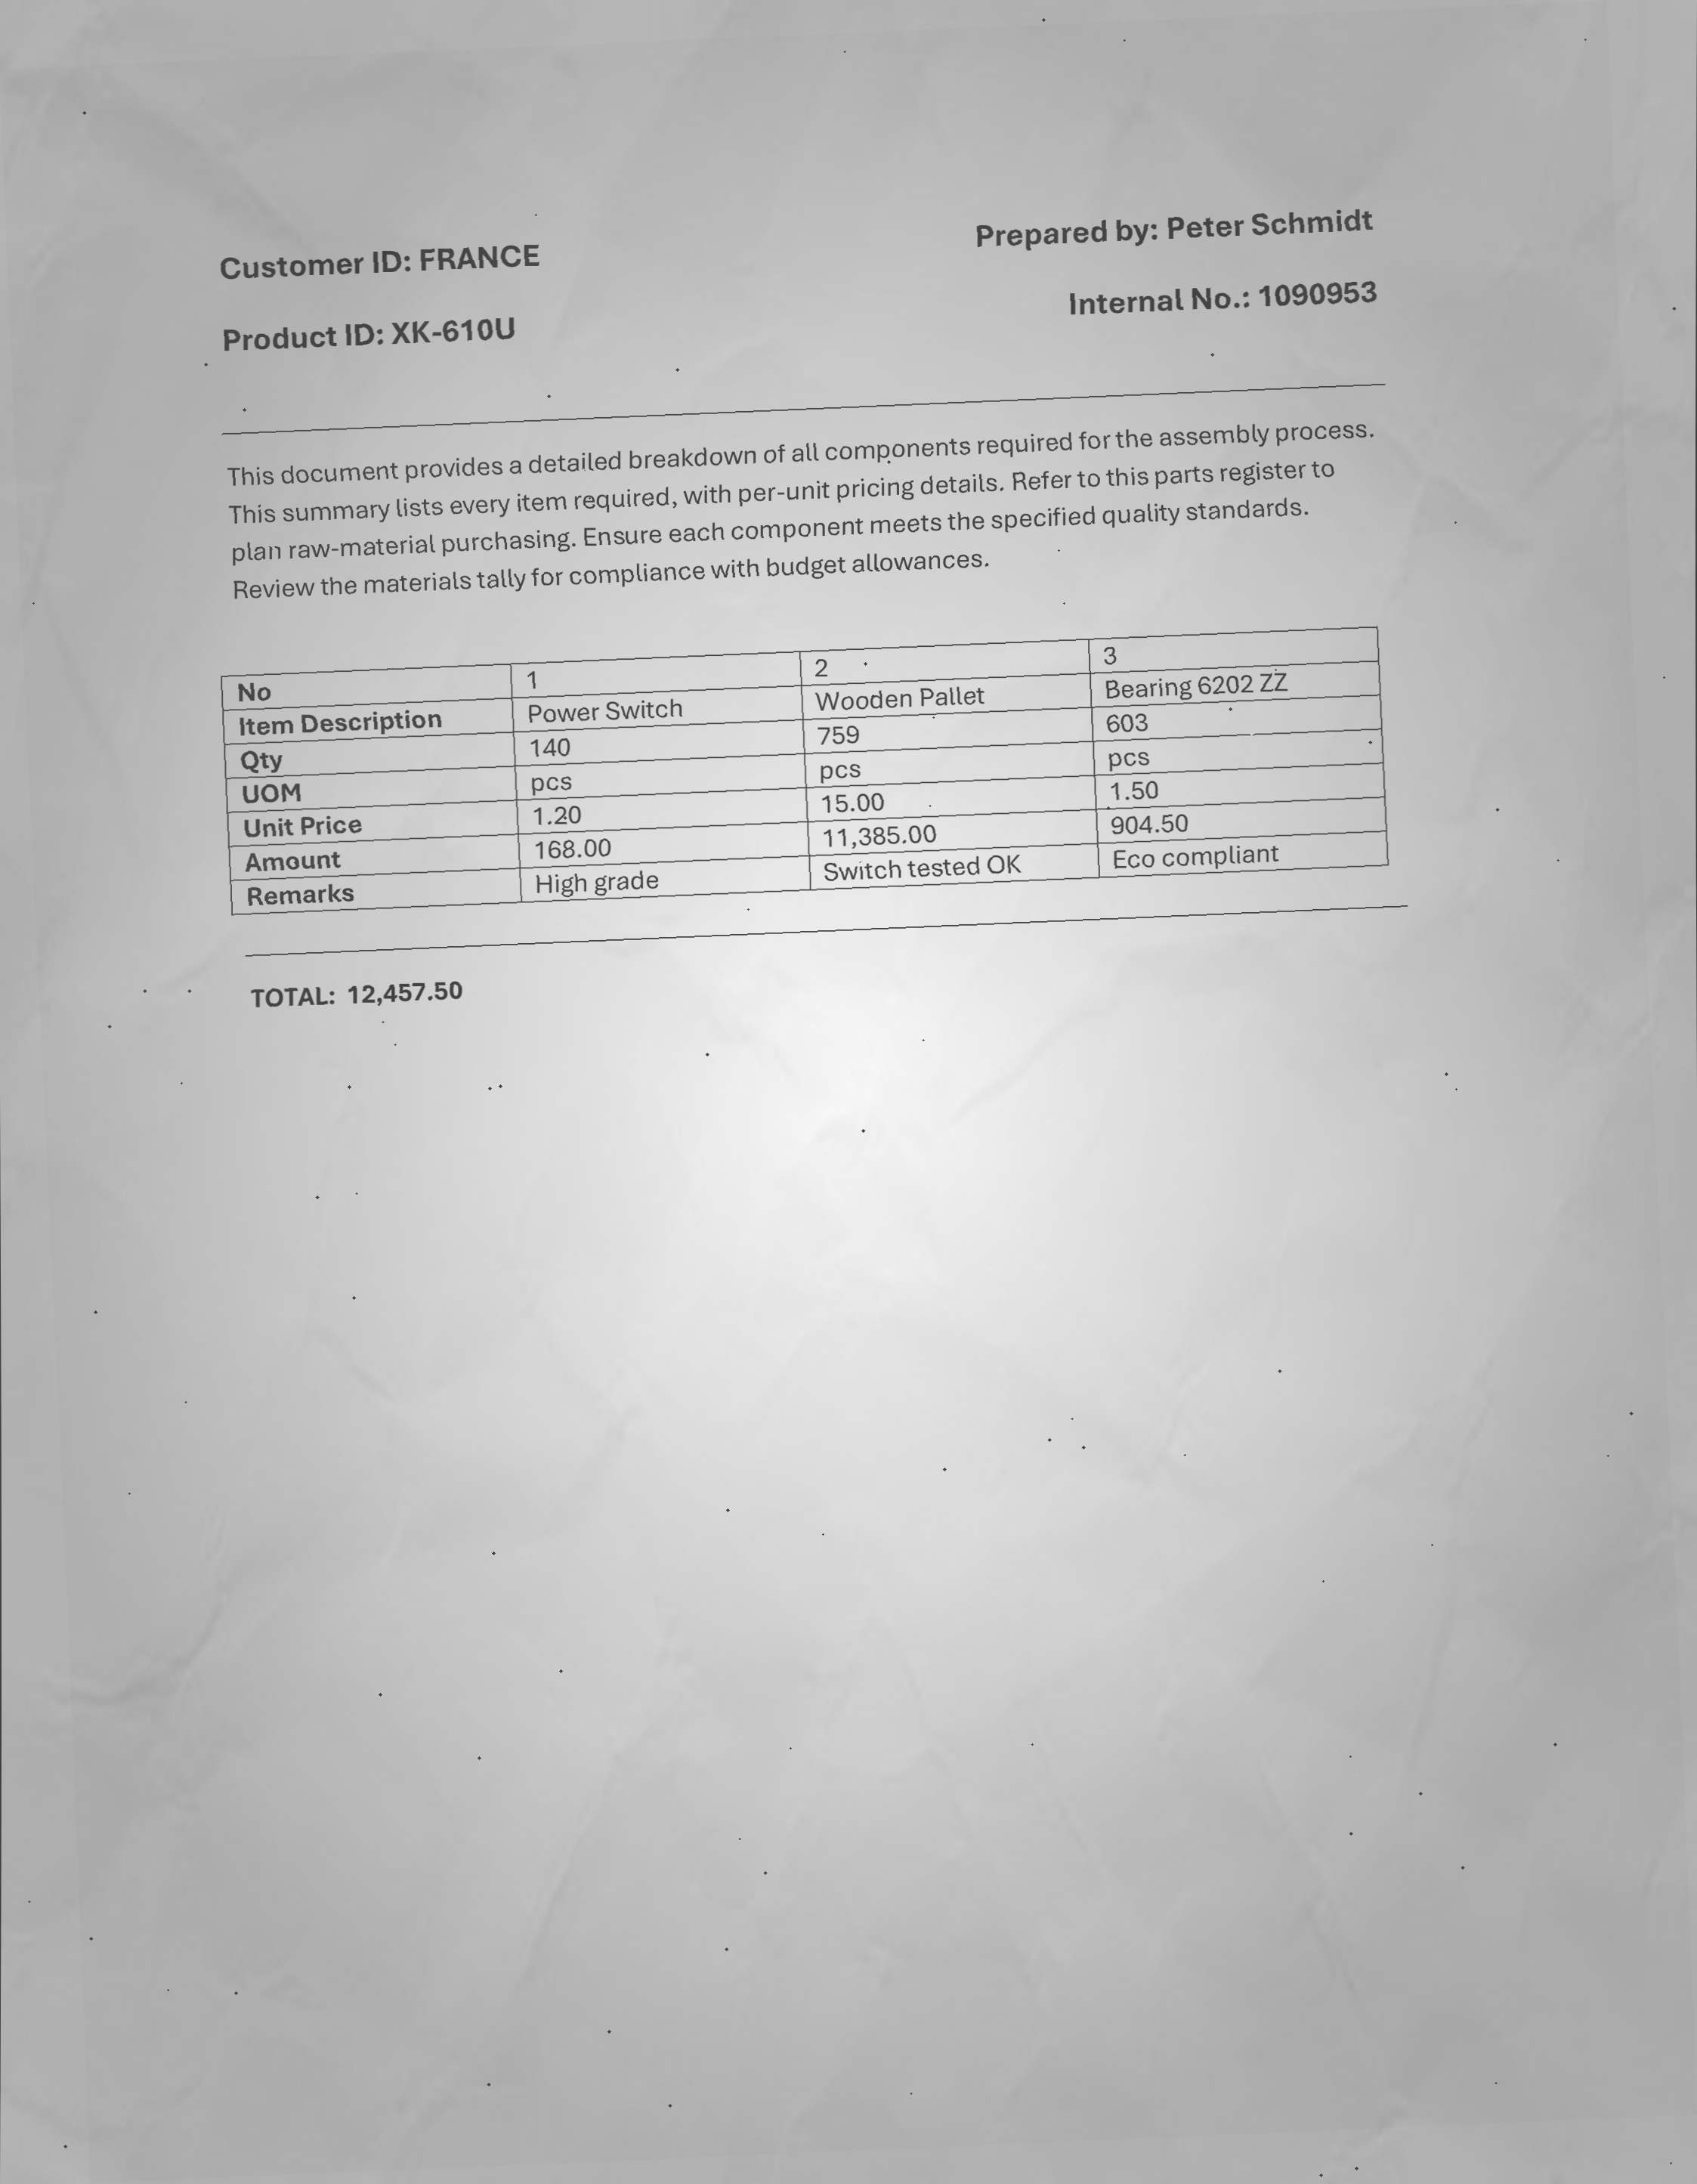 Customer ID: FRANCE
Prepared by: Peter Schmidt
Product ID: XK-610U
Internal No.: 1090953
This document provides a detailed breakdown of all components required for the assembly process.
This summary lists every item required, with per-unit pricing details. Refer to this parts register to
plan raw-material purchasing. Ensure each component meets the specified quality standards.
Review the materials tally for compliance with budget allowances.
No 1 2 3
Item Description Power Switch Wooden Pallet Bearing 6202 ZZ
Qty 140 759 603
UOM pcs pcs pcs
Unit Price 1.20 15.00 1.50
Amount 168.00 11,385.00 904.50
Remarks High grade Switch tested OK Eco compliant
TOTAL: 12,457.50